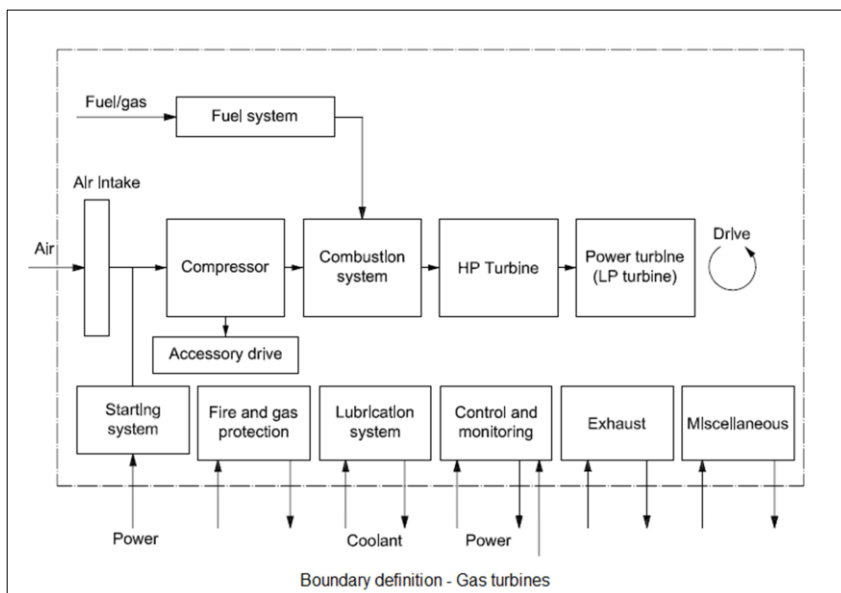 Fuel/gas
Fuel system
Air Intake
Air
Compressor
Combustion
system
HP Turbine
Power turbine
(LP turbine)
Drive
Accessory drive
Starting
system
Fire and gas
protection
Lubrication
system
Control and
monitoring
Exhaust
Miscellaneous
Power
Coolant
Power
Boundary definition - Gas turbines